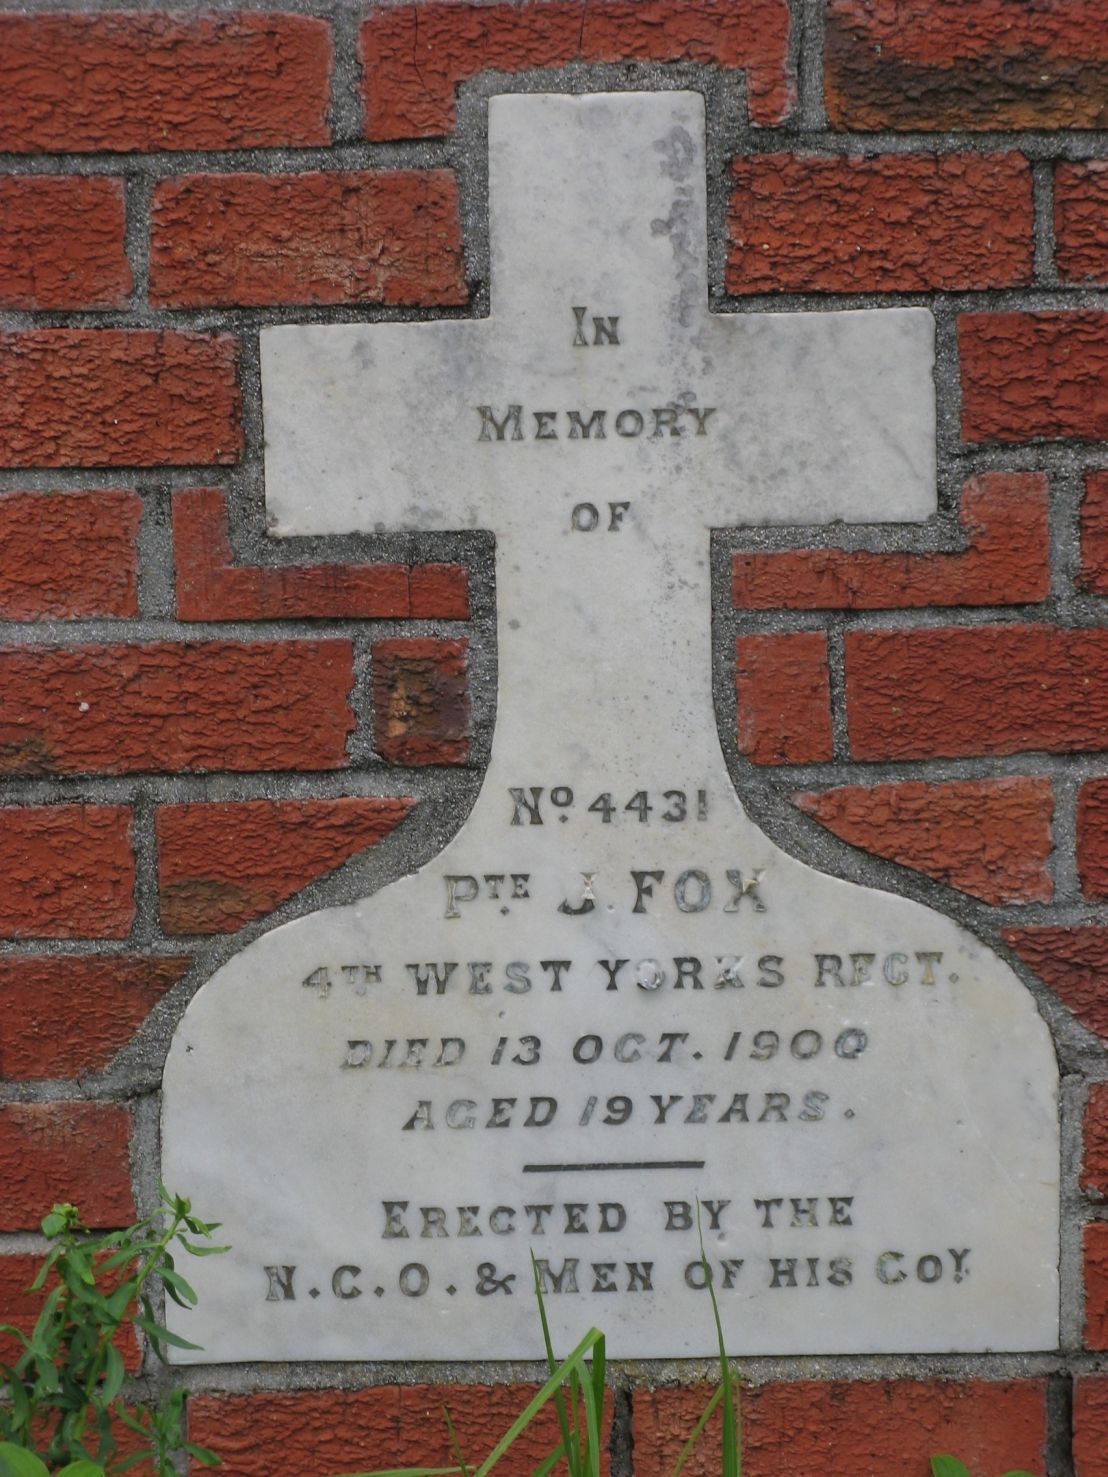 IN
MEMORY
OF
NO. 4431
PTE J. FOX
4TH WEST YORKS REGT.
DIED 13 OCT. 1900
AGED 19 YEARS.
ERECTED BY THE
N.C.O. & MEN OF HIS COY.